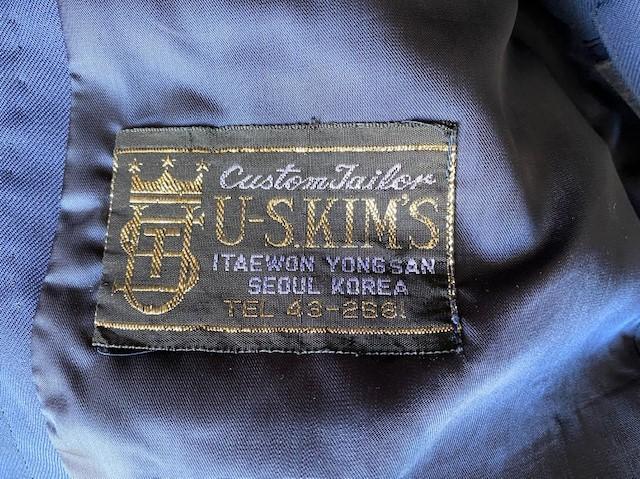 Custom Tailor
U-S.KIM'S
ITAEWON YONGSAN
SEOUL KOREA
TEL 43-2681